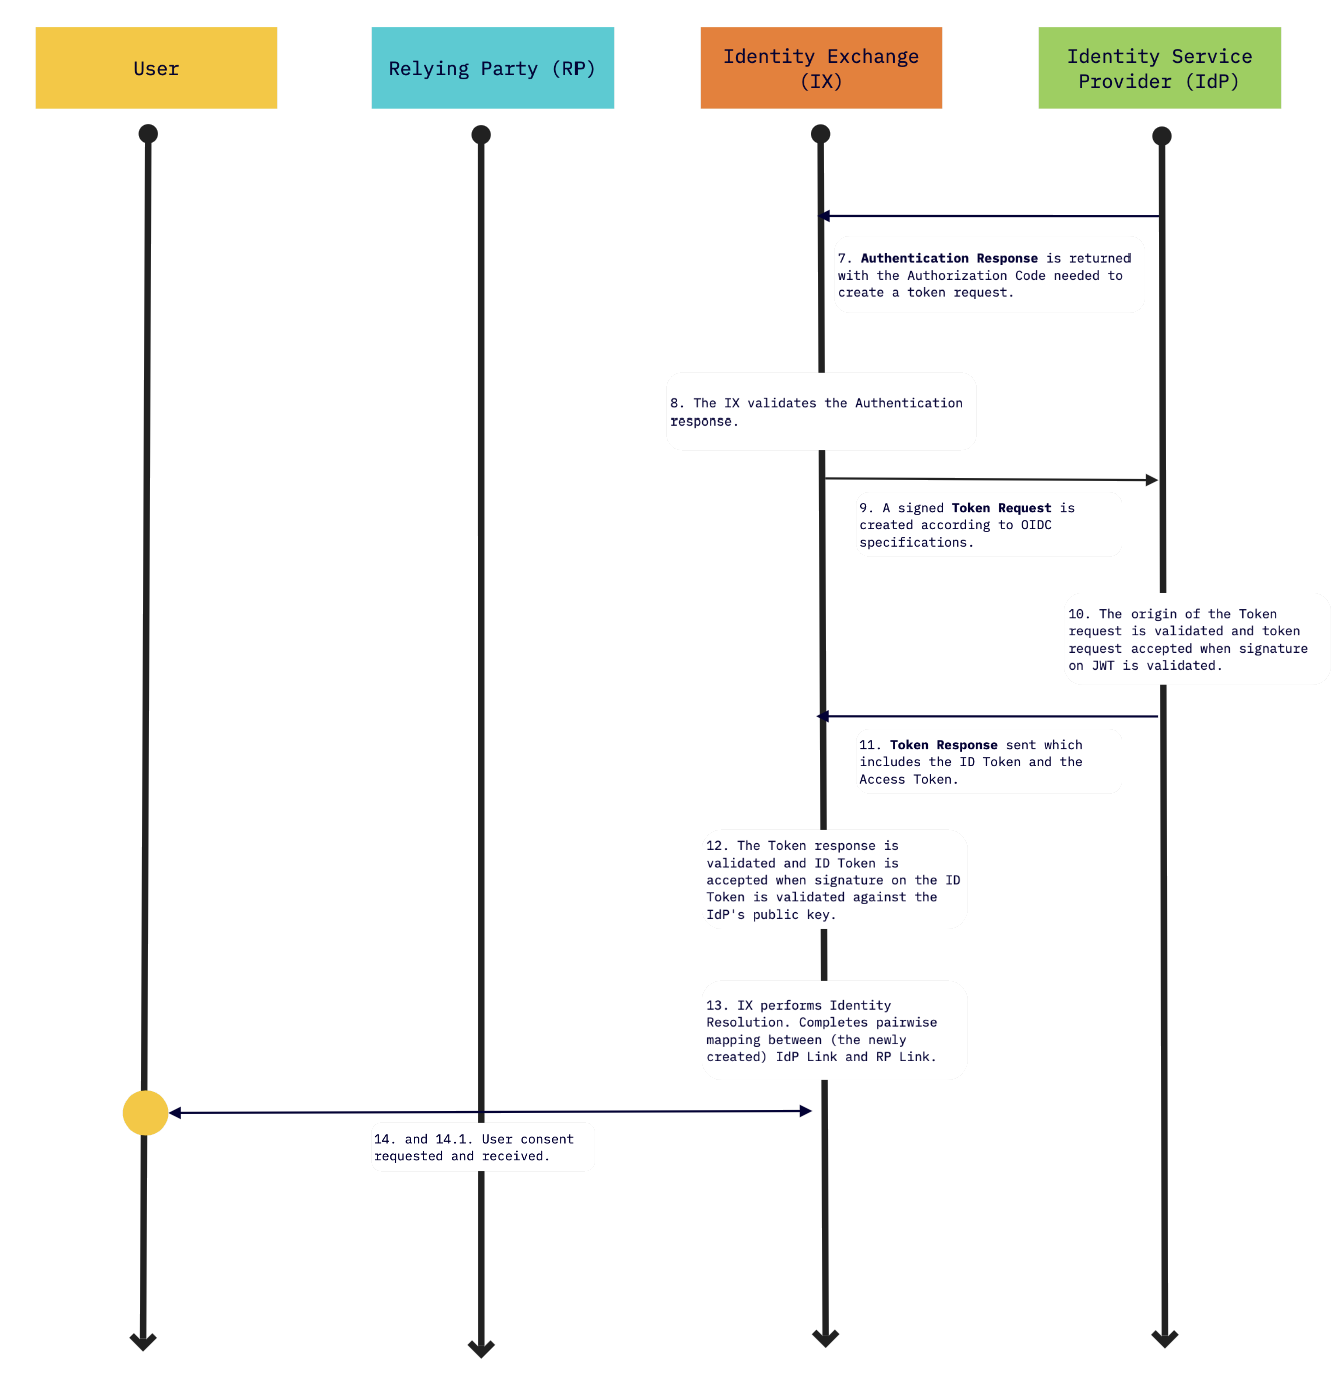 User
Relying Party (RP)
Identity Exchange
(IX)
Identity Service
Provider (IdP)
7. Authentication Response is returned
with the Authorization Code needed to
create a token request.
8. The IX validates the Authentication
response.
9. A signed Token Request is
created according to OIDC
specifications.
10. The origin of the Token
request is validated and token
request accepted when signature
on JWT is validated.
11. Token Response sent which
includes the ID Token and the
Access Token.
12. The Token response is
validated and ID Token is
accepted when signature on the ID
Token is validated against the
IdP's public key.
13. IX performs Identity
Resolution. Completes pairwise
mapping between (the newly
created) IdP Link and RP Link.
14. and 14.1. User consent
requested and received.